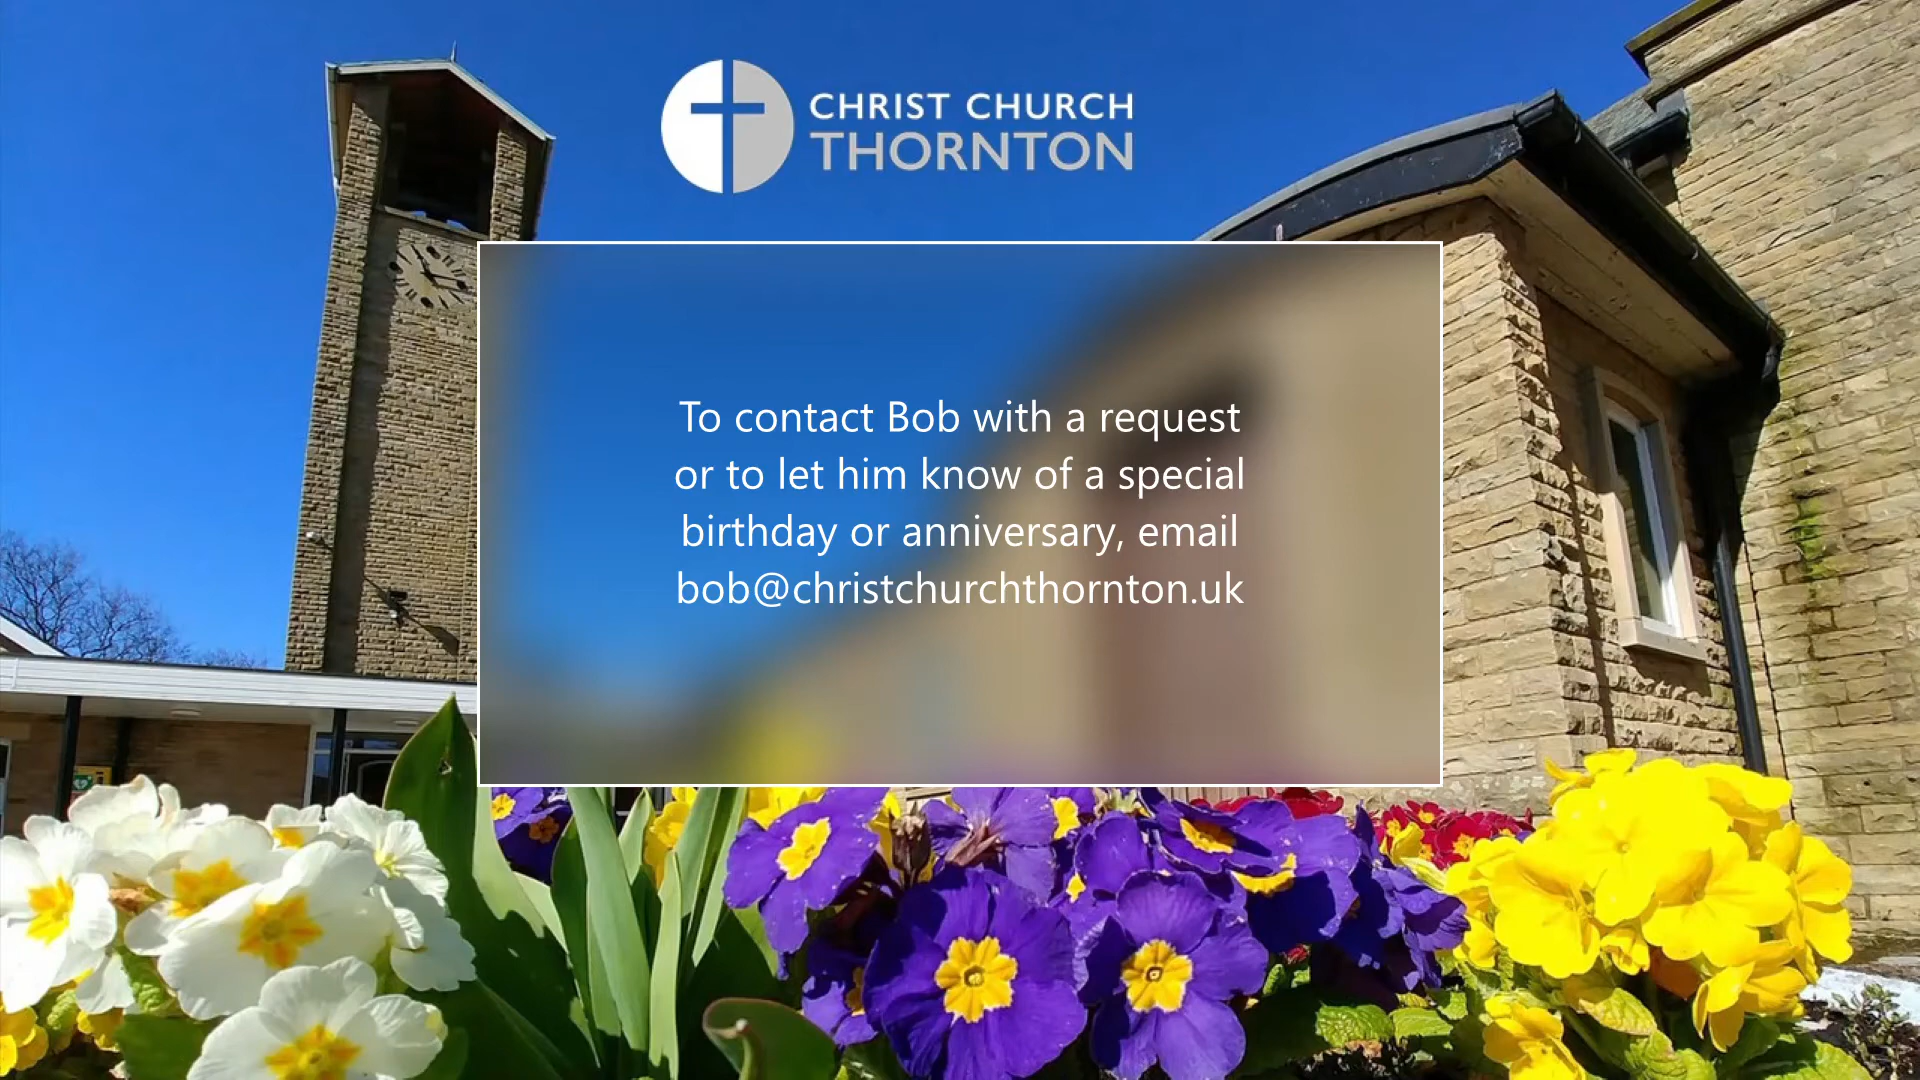 CHRIST CHURCH
THORNTON
To contact Bob with a request
or to let him know of a special
birthday or anniversary, email
bob@christchurchthornton.uk